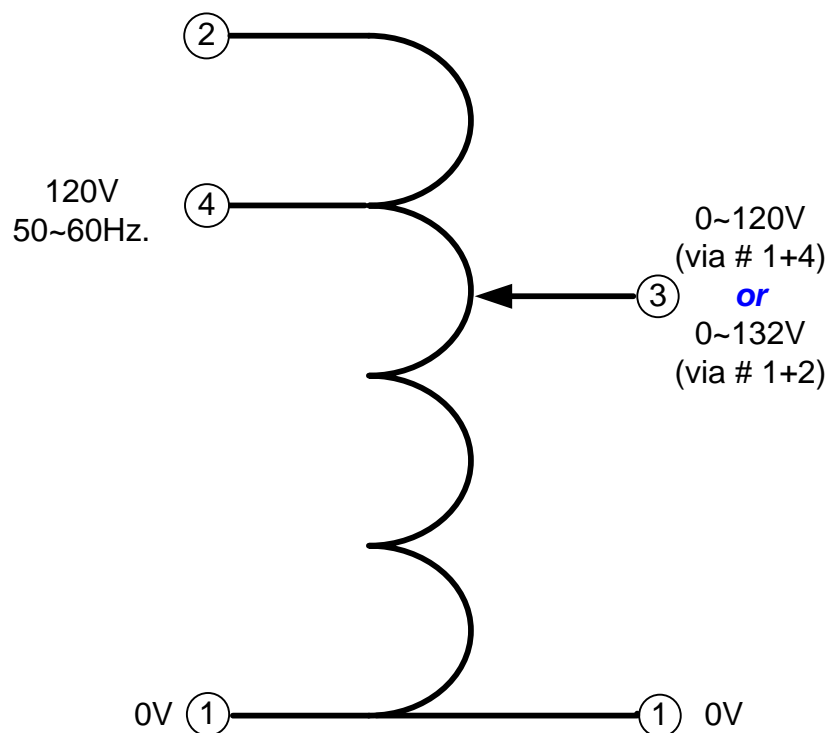 2
120V
50~60Hz.
4
0~120V
(via # 1+4)
3
or
0~132V
(via # 1+2)
0V
1
1
0V